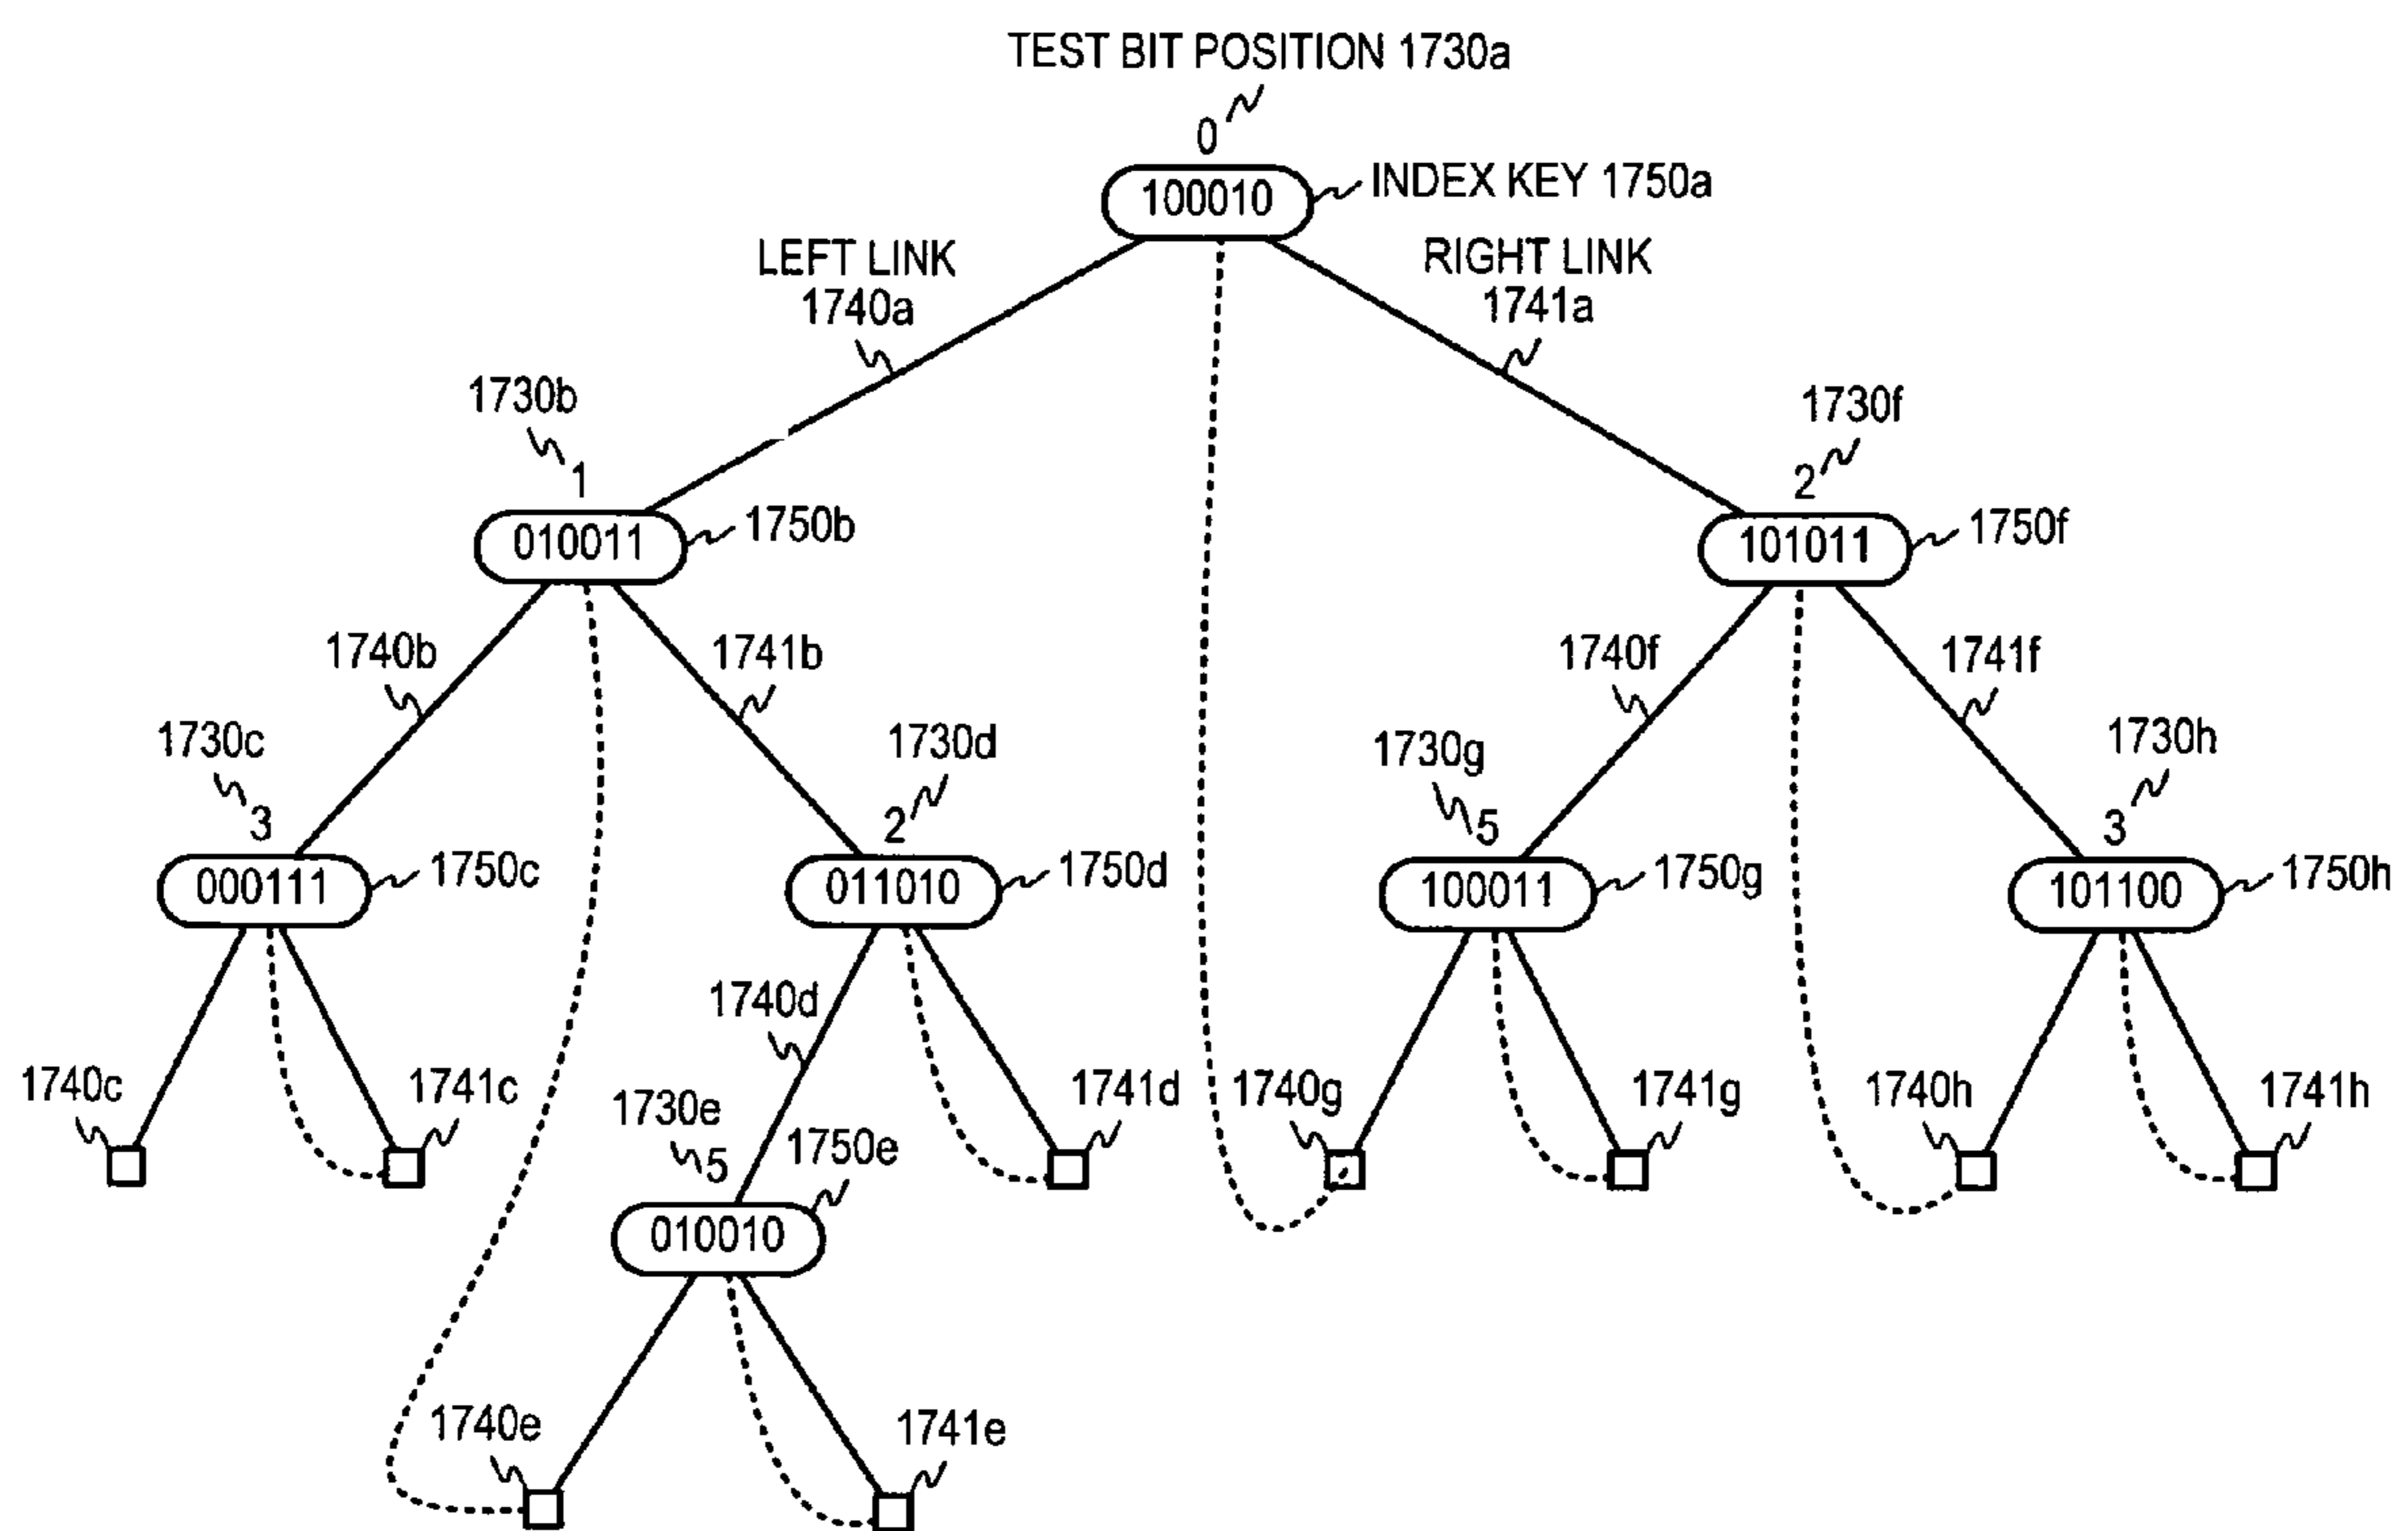 TEST BIT POSITION 1730a
0
100010
INDEX KEY 1750a
LEFT LINK
1740a
RIGHT LINK
1741a
1730b
1
010011
1750b
1730f
2
101011
1750f
1740b
1741b
1740f
1741f
1730c
3
000111
1750c
1730d
2
011010
1750d
1730g
5
100011
1750g
1730h
3
101100
1750h
1740c
1741c
1740d
1741d
1740g
1741g
1740h
1741h
1730e
5
1750e
010010
1740e
1741e